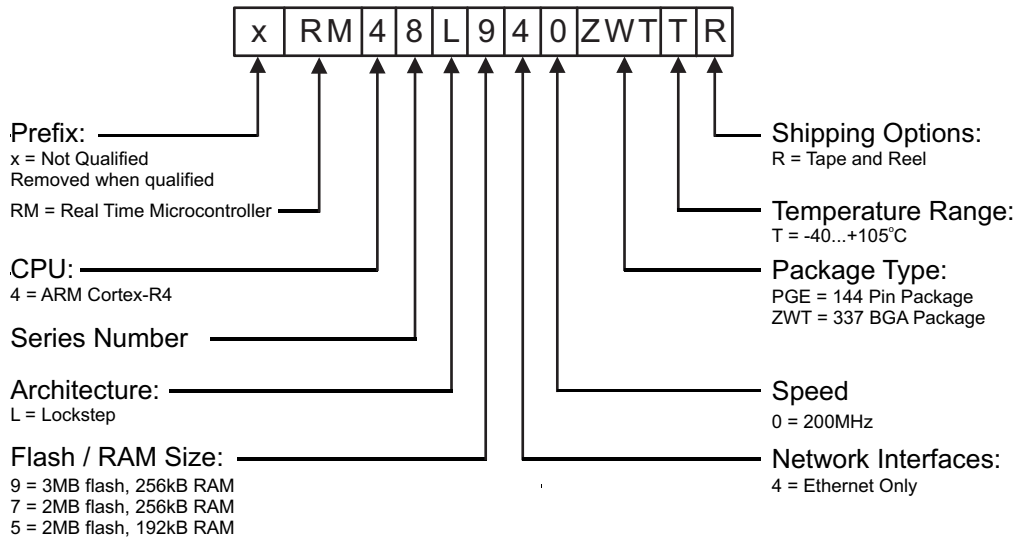 x RM 4 8 L 9 4 0 ZWT T R
Prefix:
x = Not Qualified
Removed when qualified
RM = Real Time Microcontroller
CPU:
4 = ARM Cortex-R4
Series Number
Architecture:
L = Lockstep
Flash / RAM Size:
9 = 3MB flash, 256kB RAM
7 = 2MB flash, 256kB RAM
5 = 2MB flash, 192kB RAM
Shipping Options:
R = Tape and Reel
Temperature Range:
T = -40...+105°C
Package Type:
PGE = 144 Pin Package
ZWT = 337 BGA Package
Speed
0 = 200MHz
Network Interfaces:
4 = Ethernet Only